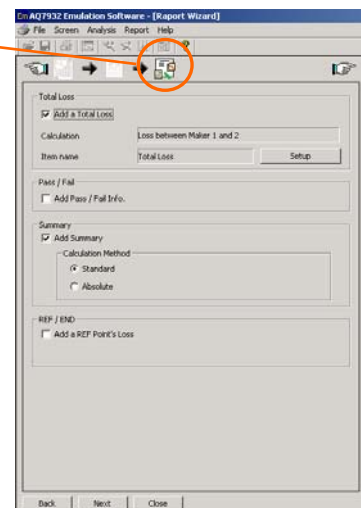 AQ7932 Emulation Software - [Raport Wizard]
File Screen Analysis Report Help
Total Loss
Add a Total Loss
Calculation Loss between Maker 1 and 2
Item name Total Loss Setup
Pass / Fail
Add Pass / Fail Info.
Summary
Add Summary
Calculation Method
Standard
Absolute
REF / END
Add a REF Point's Loss
Back Next Close